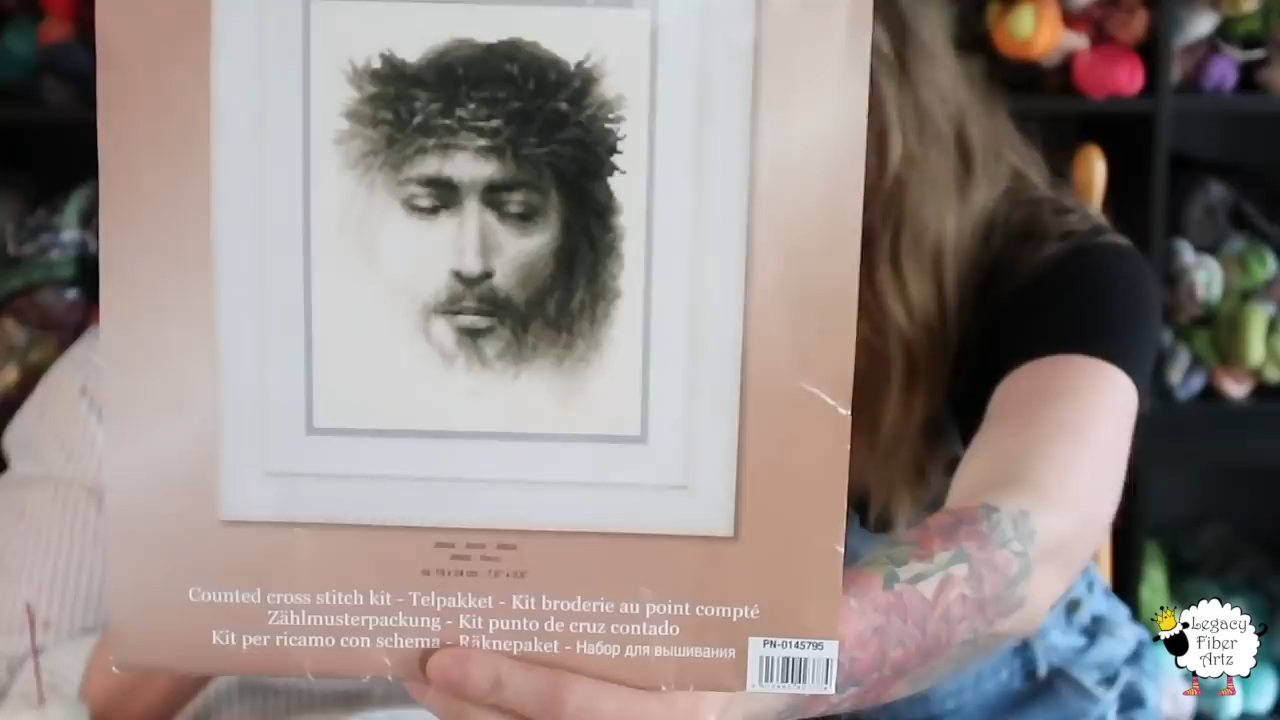 Counted cross stitch kit - Telpakket - Kit broderie au point compté
Zählmusterpackung - Kit punto de cruz contado
Kit per ricamo con schema - Räknepaket - Набор для вышивания
PN-0145795
Legacy
Fiber
Artz